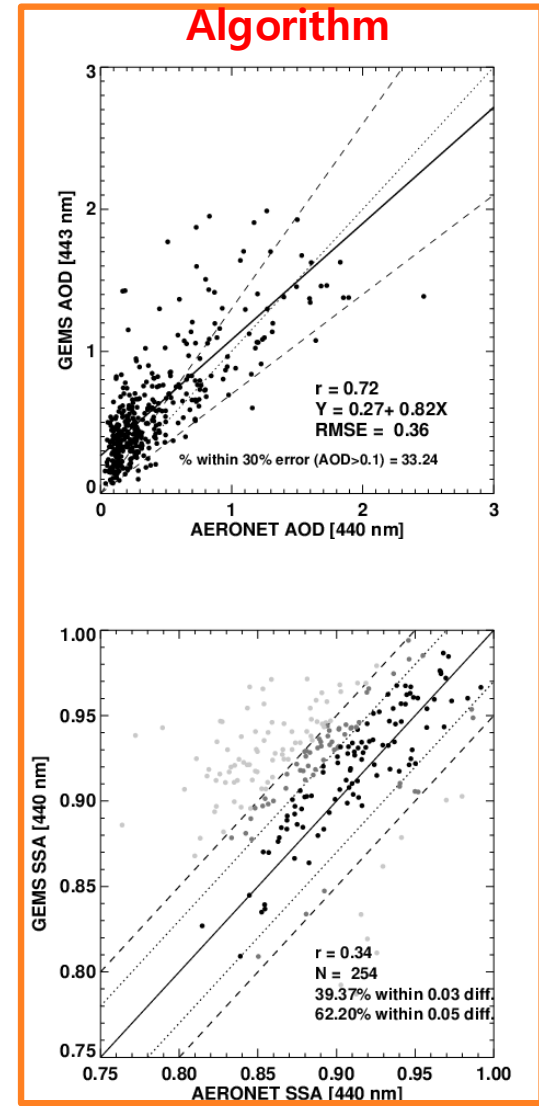 Algorithm
3
2
1
0
GEMS AOD [443 nm]
r = 0.72
Y = 0.27+ 0.82X
RMSE = 0.36
% within 30% error (AOD>0.1) = 33.24
0 1 2 3
AERONET AOD [440 nm]
1.00
0.95
0.90
0.85
0.80
0.75
GEMS SSA [440 nm]
r = 0.34
N = 254
39.37% within 0.03 diff.
62.20% within 0.05 diff.
0.75 0.80 0.85 0.90 0.95 1.00
AERONET SSA [440 nm]